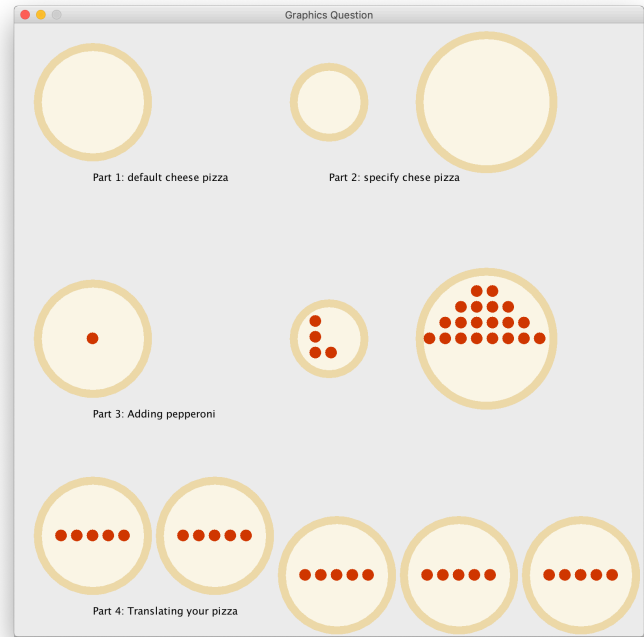 Graphics Question
Part 1: default cheese pizza
Part 2: specify chese pizza
Part 3: Adding pepperoni
Part 4: Translating your pizza